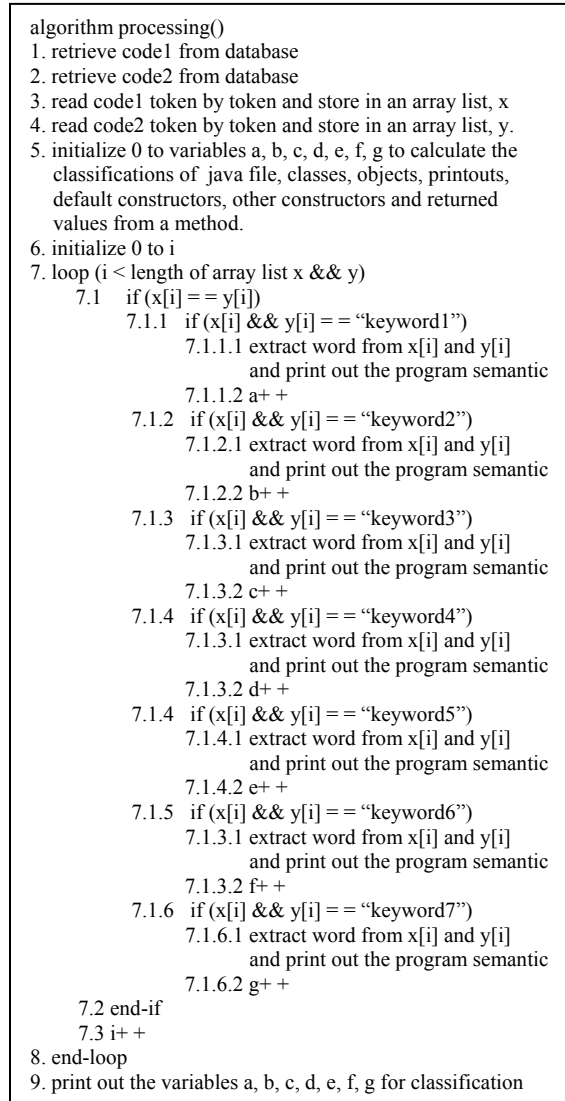 algorithm processing()
1. retrieve code1 from database
2. retrieve code2 from database
3. read code1 token by token and store in an array list, x
4. read code2 token by token and store in an array list, y.
5. initialize 0 to variables a, b, c, d, e, f, g to calculate the
classifications of java file, classes, objects, printouts,
default constructors, other constructors and returned
values from a method.
6. initialize 0 to i
7. loop (i < length of array list x && y)
7.1 if (x[i] = = y[i])
7.1.1 if (x[i] && y[i] = = “keyword1”)
7.1.1.1 extract word from x[i] and y[i]
and print out the program semantic
7.1.1.2 a+ +
7.1.2 if (x[i] && y[i] = = “keyword2”)
7.1.2.1 extract word from x[i] and y[i]
and print out the program semantic
7.1.2.2 b+ +
7.1.3 if (x[i] && y[i] = = “keyword3”)
7.1.3.1 extract word from x[i] and y[i]
and print out the program semantic
7.1.3.2 c+ +
7.1.4 if (x[i] && y[i] = = “keyword4”)
7.1.3.1 extract word from x[i] and y[i]
and print out the program semantic
7.1.3.2 d+ +
7.1.4 if (x[i] && y[i] = = “keyword5”)
7.1.4.1 extract word from x[i] and y[i]
and print out the program semantic
7.1.4.2 e+ +
7.1.5 if (x[i] && y[i] = = “keyword6”)
7.1.3.1 extract word from x[i] and y[i]
and print out the program semantic
7.1.3.2 f+ +
7.1.6 if (x[i] && y[i] = = “keyword7”)
7.1.6.1 extract word from x[i] and y[i]
and print out the program semantic
7.1.6.2 g+ +
7.2 end-if
7.3 i+ +
8. end-loop
9. print out the variables a, b, c, d, e, f, g for classification